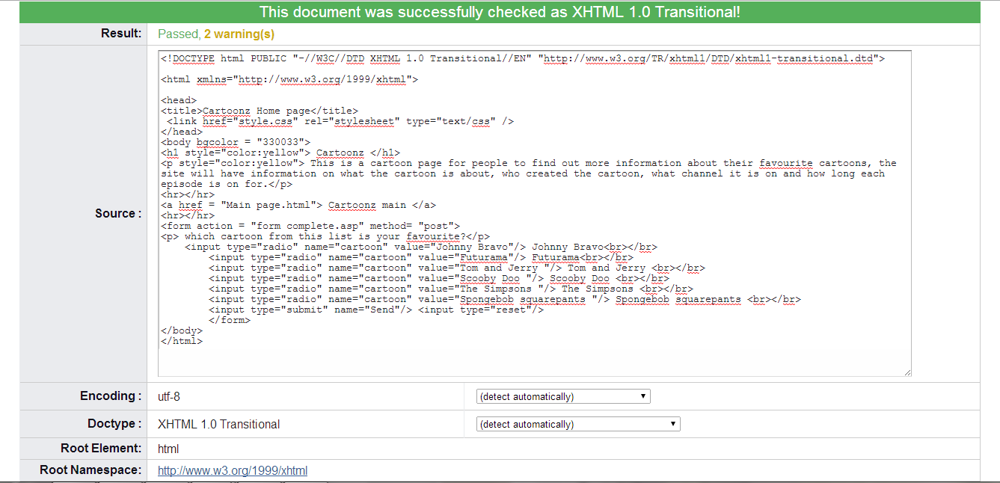 This document was successfully checked as XHTML 1.0 Transitional!
Result: Passed, 2 warning(s)
Source :
<!DOCTYPE html PUBLIC "-//W3C//DTD XHTML 1.0 Transitional//EN" "http://www.w3.org/TR/xhtml1/DTD/xhtml1-transitional.dtd">
<html xmlns="http://www.w3.org/1999/xhtml">
<head>
<title>Cartoonz Home page</title>
<link href="style.css" rel="stylesheet" type="text/css" />
</head>
<body bgcolor = "330033">
<h1 style="color:yellow"> Cartoonz </h1>
<p style="color:yellow"> This is a cartoon page for people to find out more information about their favourite cartoons, the
site will have information on what the cartoon is about, who created the cartoon, what channel it is on and how long each
episode is on for.</p>
<hr></hr>
<a href = "Main page.html"> Cartoonz main </a>
<hr></hr>
<form action = "form complete.asp" method= "post">
<p> which cartoon from this list is your favourite?</p>
<input type="radio" name="cartoon" value="Johnny Bravo"/> Johnny Bravo<br></br>
<input type="radio" name="cartoon" value="Futurama"/> Futurama<br></br>
<input type="radio" name="cartoon" value="Tom and Jerry "/> Tom and Jerry <br></br>
<input type="radio" name="cartoon" value="Scooby Doo "/> Scooby Doo <br></br>
<input type="radio" name="cartoon" value="The Simpsons "/> The Simpsons <br></br>
<input type="radio" name="cartoon" value="Spongebob squarepants "/> Spongebob squarepants <br></br>
<input type="submit" name="Send"/> <input type="reset"/>
</form>
</body>
</html>
Encoding : utf-8 (detect automatically)
Doctype : XHTML 1.0 Transitional (detect automatically)
Root Element: html
Root Namespace: http://www.w3.org/1999/xhtml